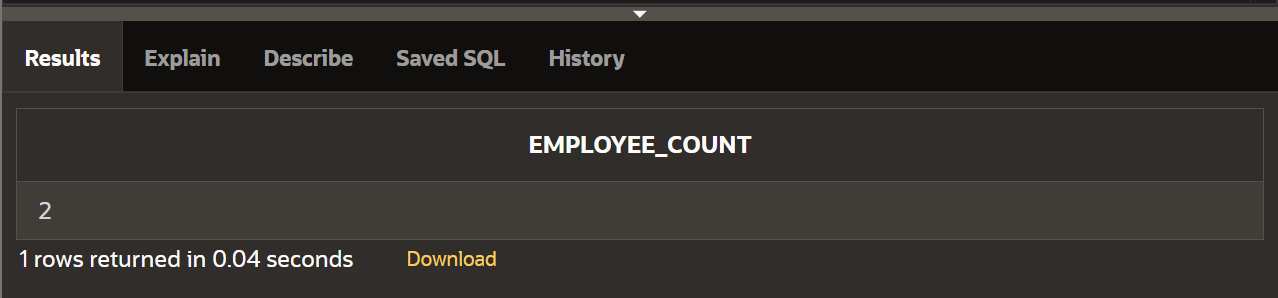 Results Explain Describe Saved SQL History
EMPLOYEE_COUNT
2
1 rows returned in 0.04 seconds Download